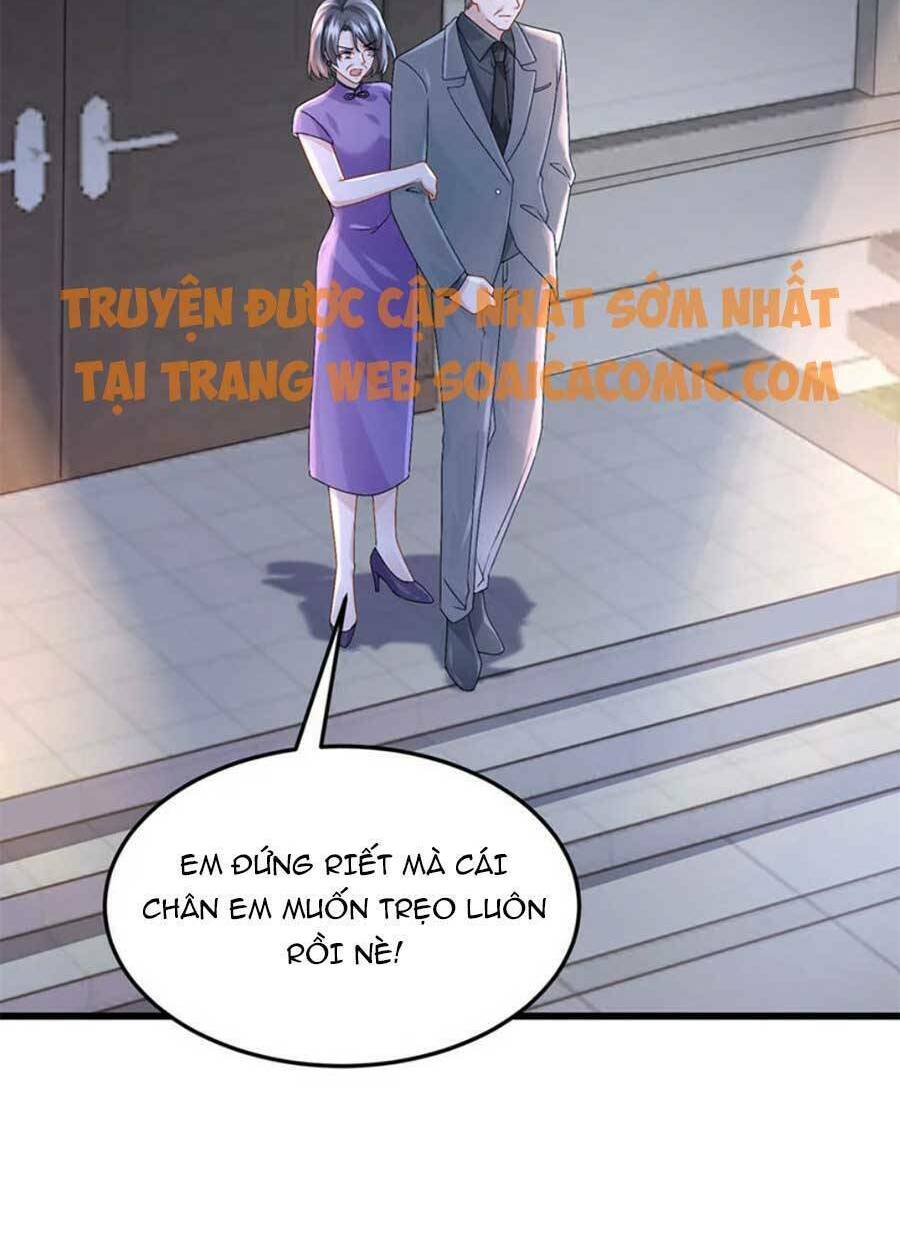 TRUYỆN ĐƯỢC CẬP NHẬT SỚM NHẤT
TẠI TRANG WEB SOAICACOMIC.COM
EM ĐỨNG RIẾT MÀ CÁI
CHÂN EM MUỐN TRẸO LUÔN
RỒI NÈ!